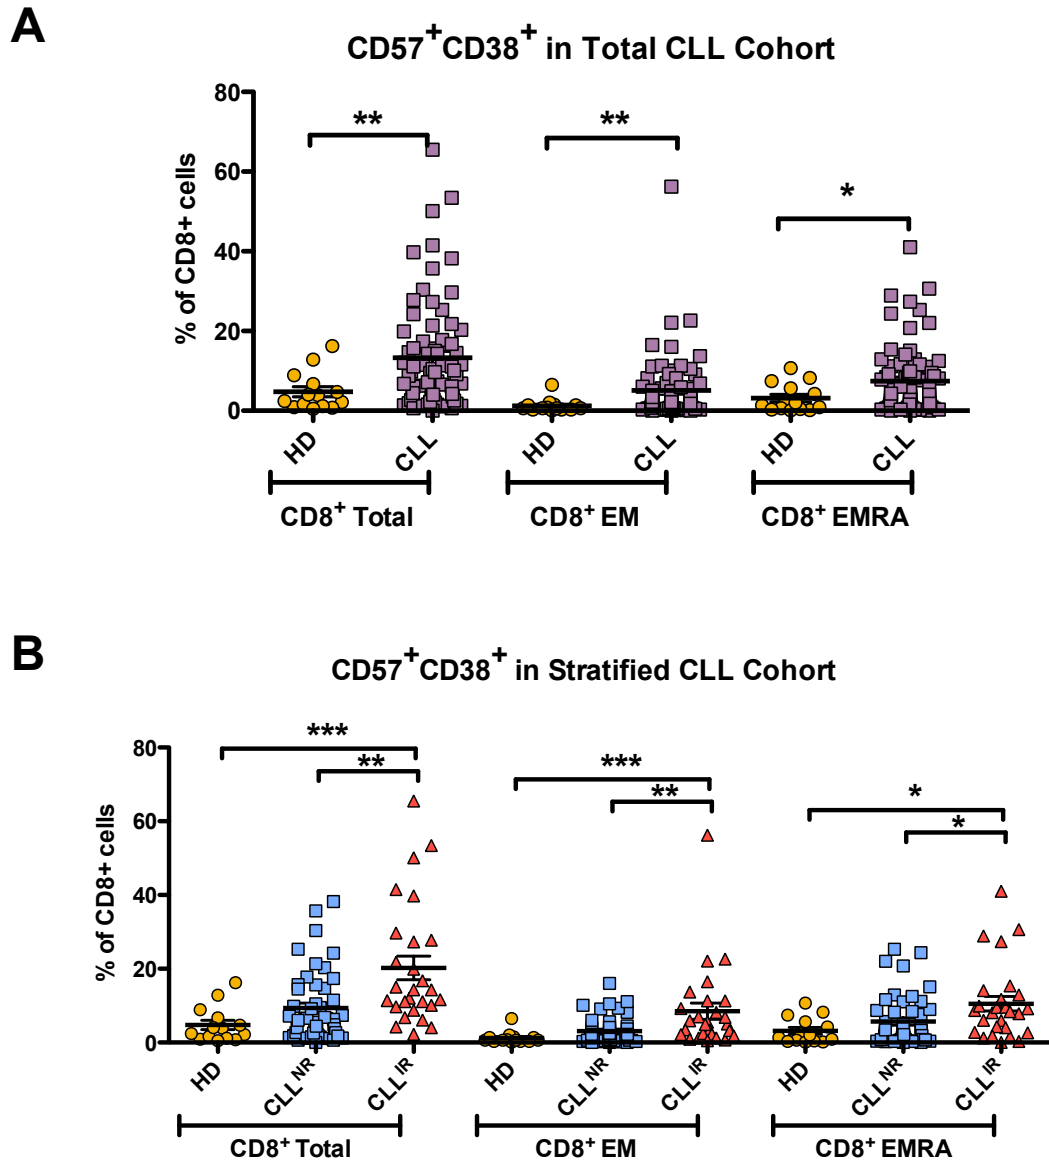 A
CD57⁺CD38⁺ in Total CLL Cohort
% of CD8+ cells
80
60
40
20
0
** ** *
HD CLL HD CLL HD CLL
CD8⁺ Total CD8⁺ EM CD8⁺ EMRA
B
CD57⁺CD38⁺ in Stratified CLL Cohort
% of CD8+ cells
80
60
40
20
0
*** *** *
** ** *
HD CLLᴺᴿ CLLᴵᴿ HD CLLᴺᴿ CLLᴵᴿ HD CLLᴺᴿ CLLᴵᴿ
CD8⁺ Total CD8⁺ EM CD8⁺ EMRA